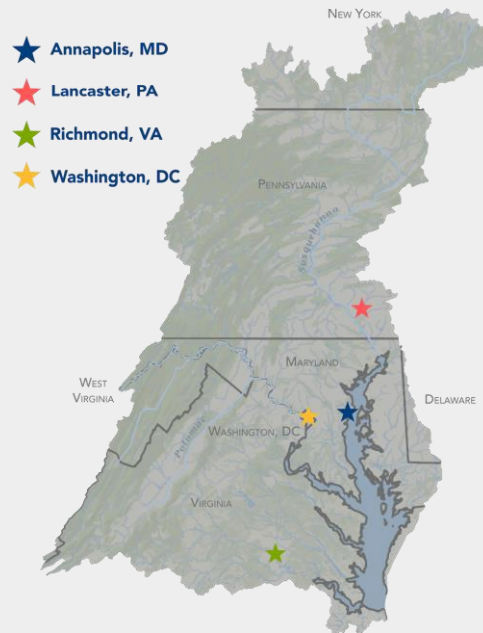 NEW YORK
Annapolis, MD
Lancaster, PA
Richmond, VA
Washington, DC
PENNSYLVANIA
Susquehanna
MARYLAND
WEST
VIRGINIA
DELAWARE
WASHINGTON, DC
Potomac
VIRGINIA